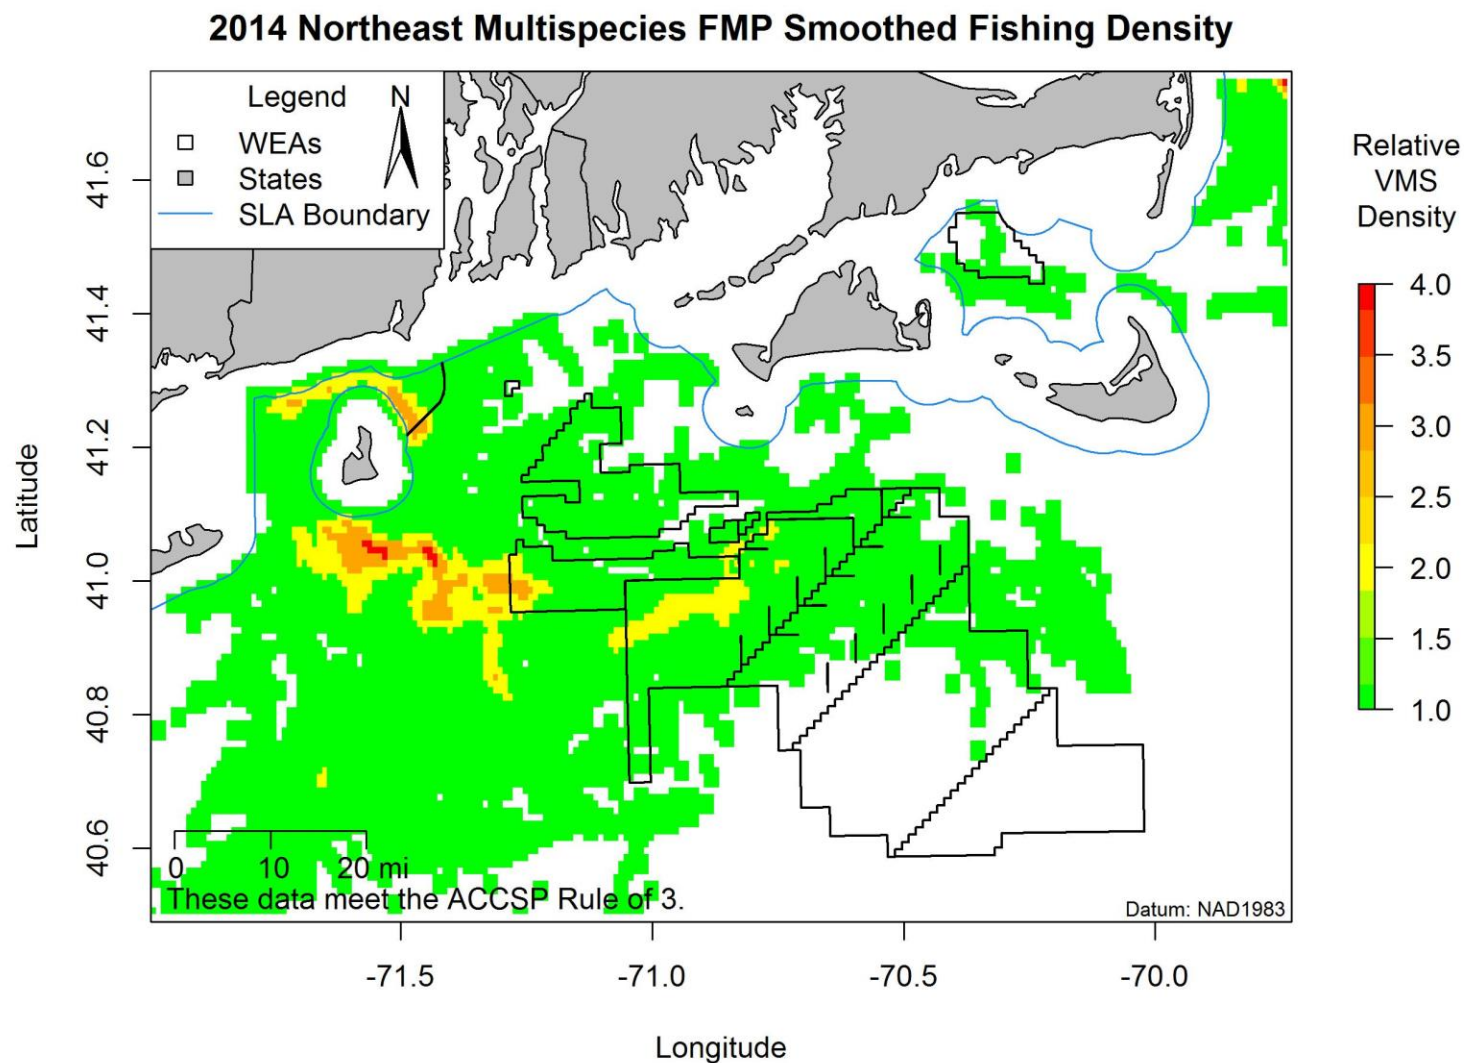 2014 Northeast Multispecies FMP Smoothed Fishing Density
Legend
N
WEAs
States
SLA Boundary
Relative
VMS
Density
4.0
3.5
3.0
2.5
2.0
1.5
1.0
Latitude
41.6
41.4
41.2
41.0
40.8
40.6
0 10 20 mi
These data meet the ACCSP Rule of 3.
Datum: NAD1983
-71.5 -71.0 -70.5 -70.0
Longitude